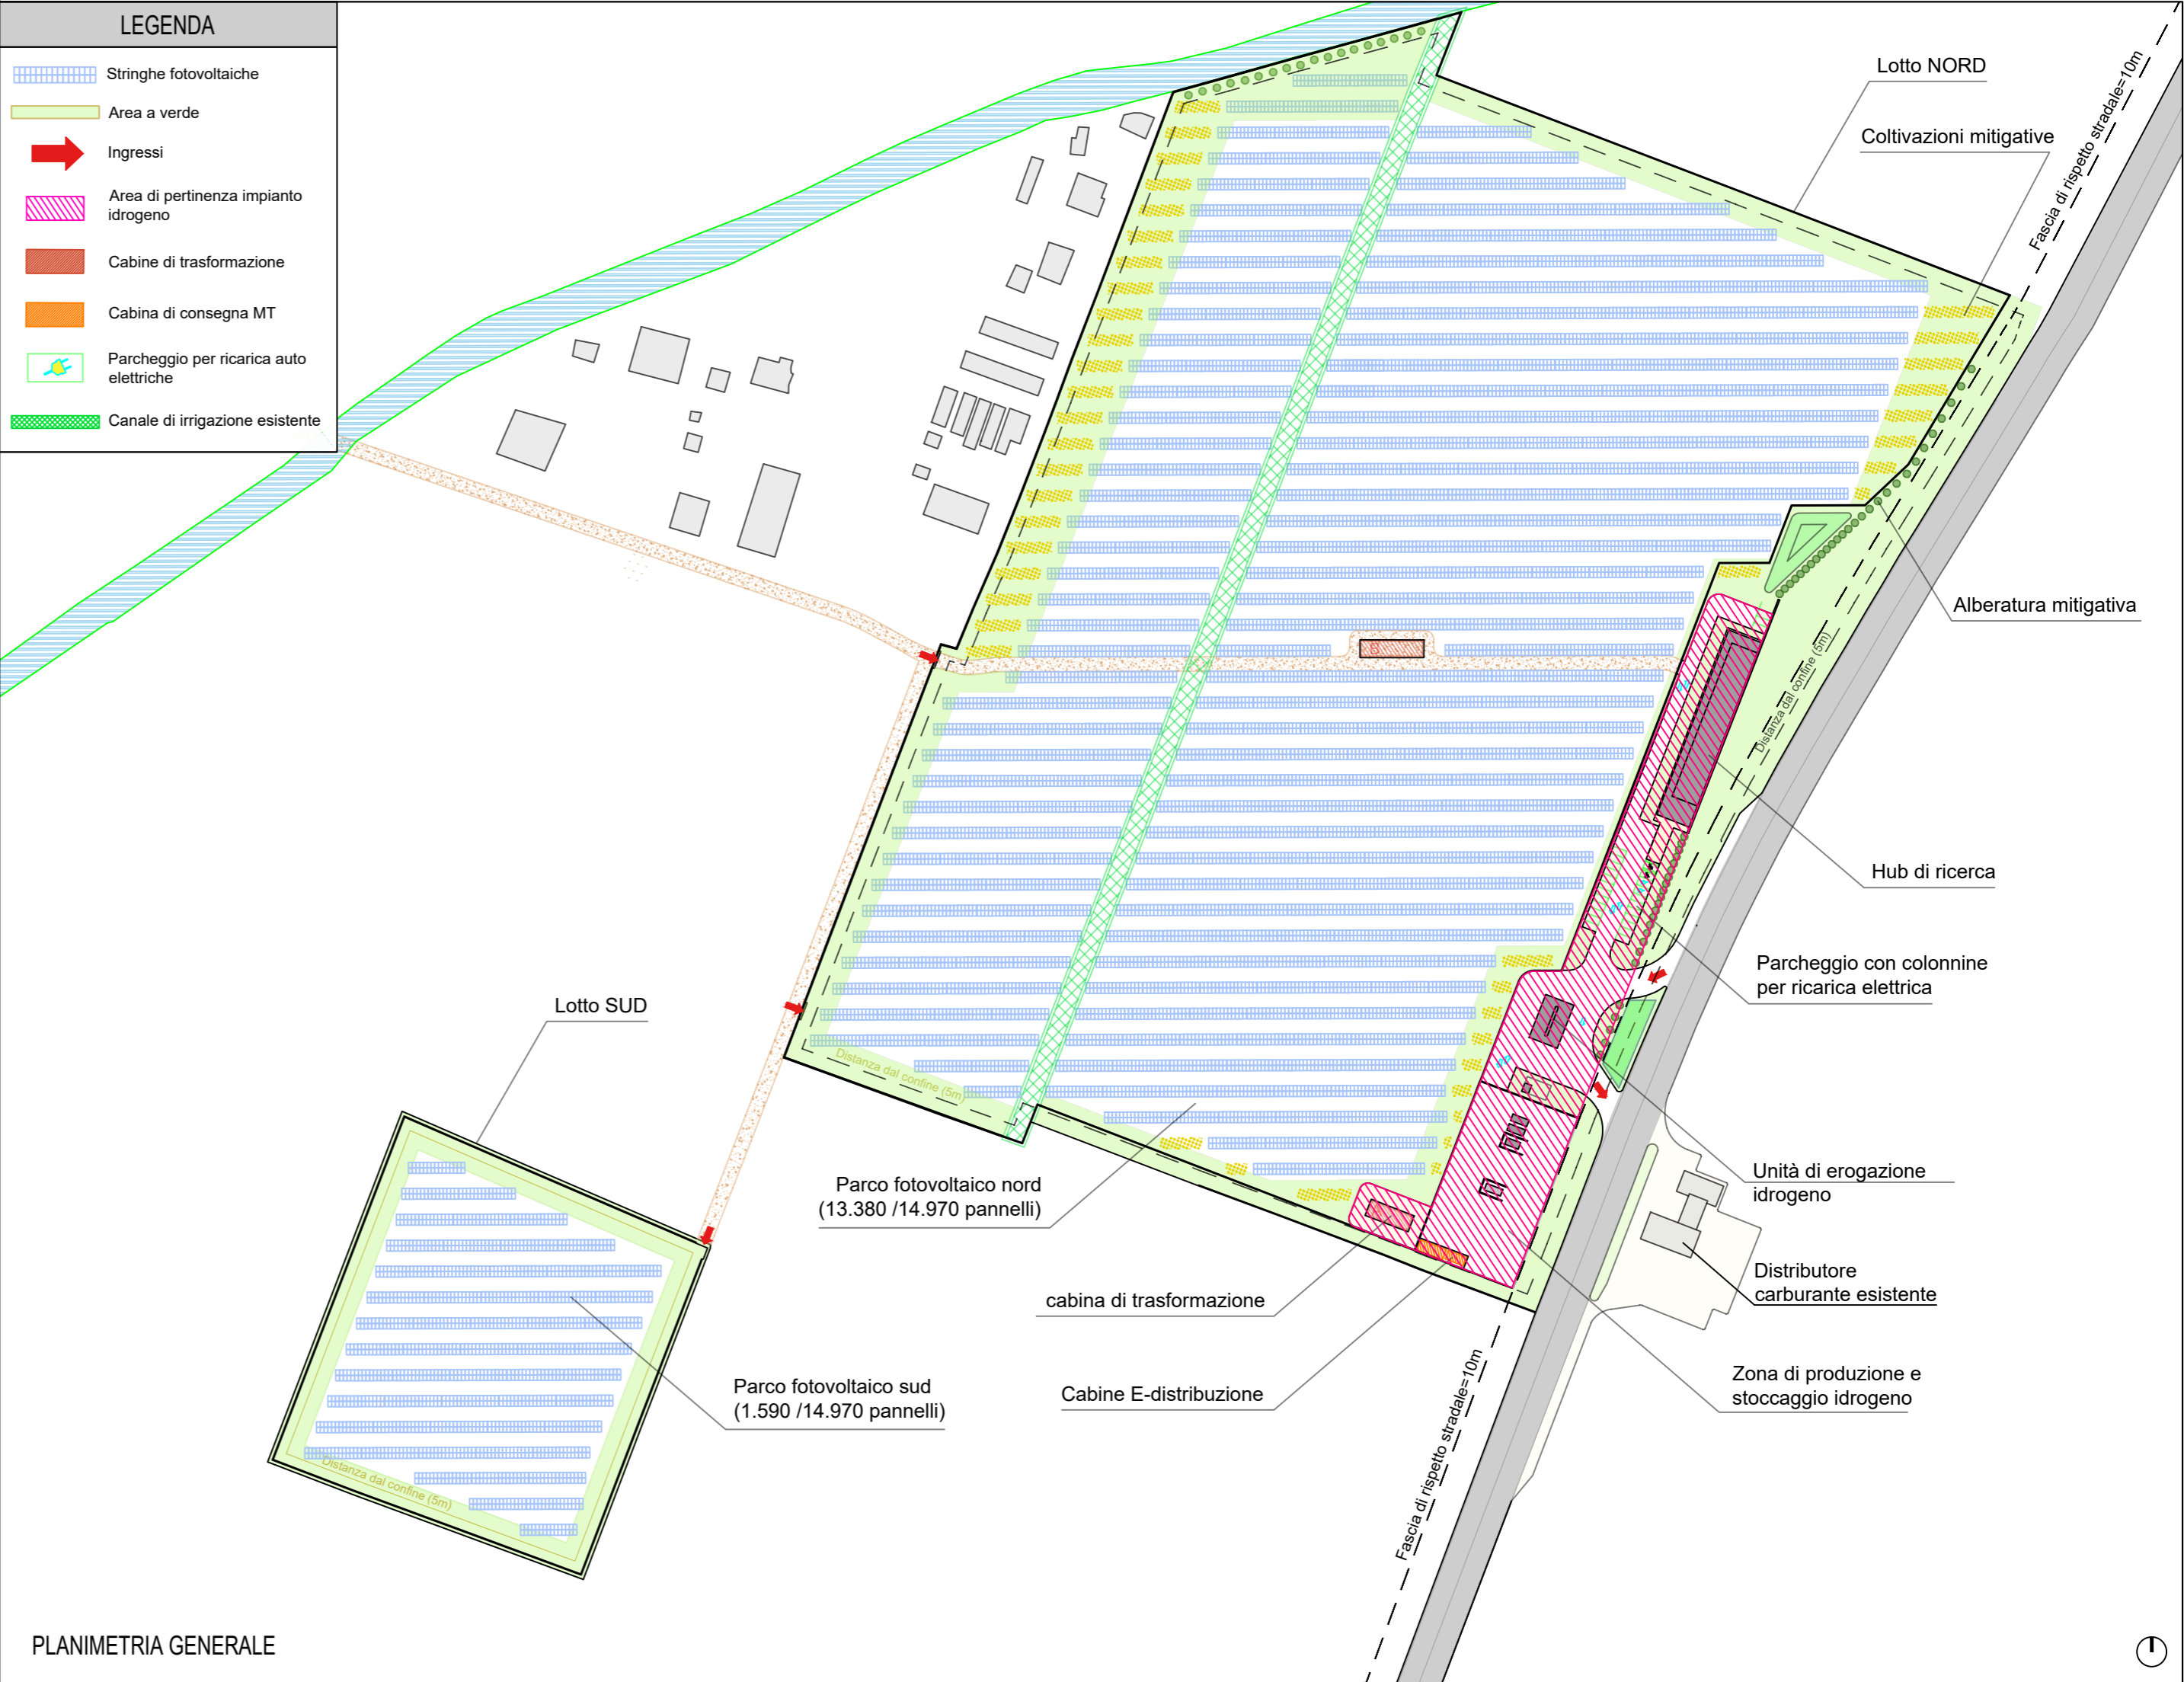 LEGENDA
Stringhe fotovoltaiche
Area a verde
Ingressi
Area di pertinenza impianto
idrogeno
Cabine di trasformazione
Cabina di consegna MT
Parcheggio per ricarica auto
elettriche
Canale di irrigazione esistente
Lotto NORD
Coltivazioni mitigative
Fascia di rispetto stradale=10m
Alberatura mitigativa
Distanza dal confine (5m)
Hub di ricerca
Parcheggio con colonnine
per ricarica elettrica
Lotto SUD
Distanza dal confine (5m)
Unità di erogazione
idrogeno
Parco fotovoltaico nord
(13.380 /14.970 pannelli)
Distributore
carburante esistente
cabina di trasformazione
Zona di produzione e
stoccaggio idrogeno
Cabine E-distribuzione
Parco fotovoltaico sud
(1.590 /14.970 pannelli)
Fascia di rispetto stradale=10m
Distanza dal confine (5m)
PLANIMETRIA GENERALE